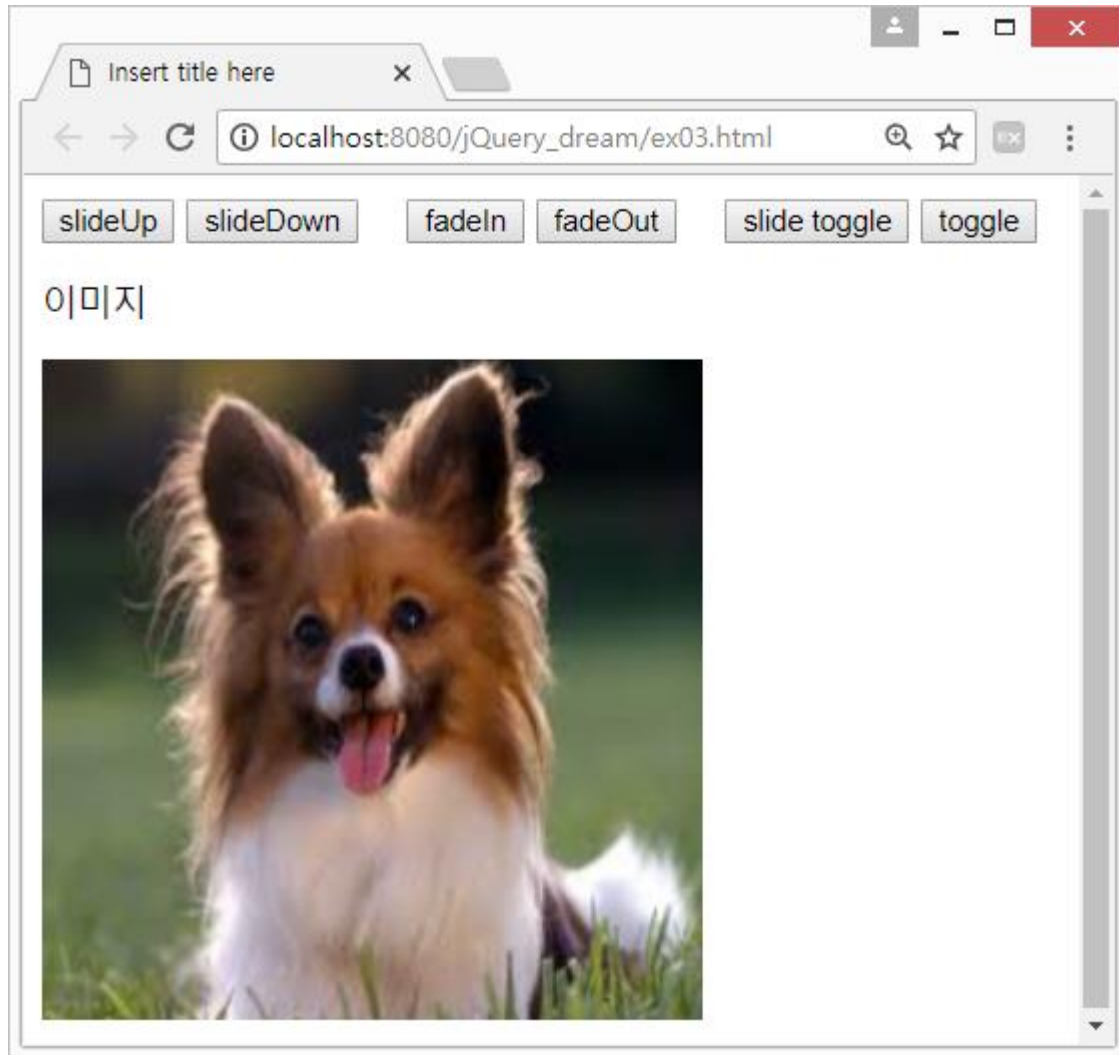 Insert title here
localhost:8080/jQuery_dream/ex03.html
slideUp slideDown fadeIn fadeOut slide toggle toggle
이미지